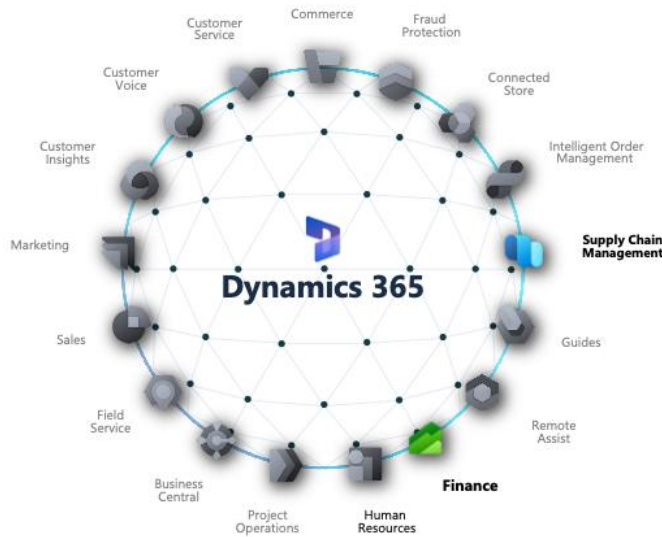 Commerce
Customer
Service
Fraud
Protection
Customer
Voice
Connected
Store
Customer
Insights
Intelligent Order
Management
Marketing
Supply Chain
Management
Dynamics 365
Sales
Guides
Field
Service
Remote
Assist
Business
Central
Finance
Project
Operations
Human
Resources